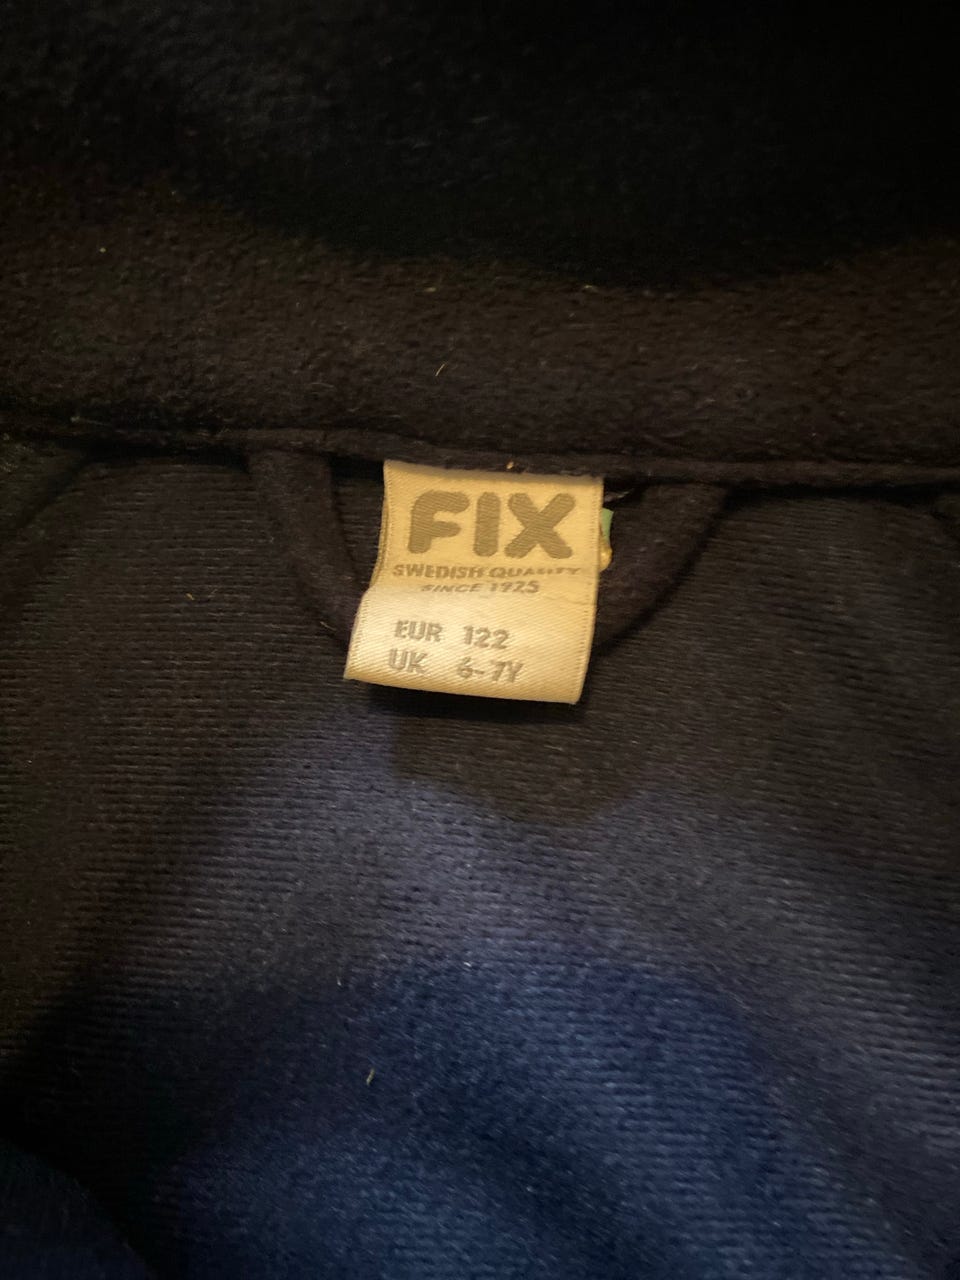 FIX
SWEDISH QUALITY
SINCE 1925
EUR 122
UK 6-7Y